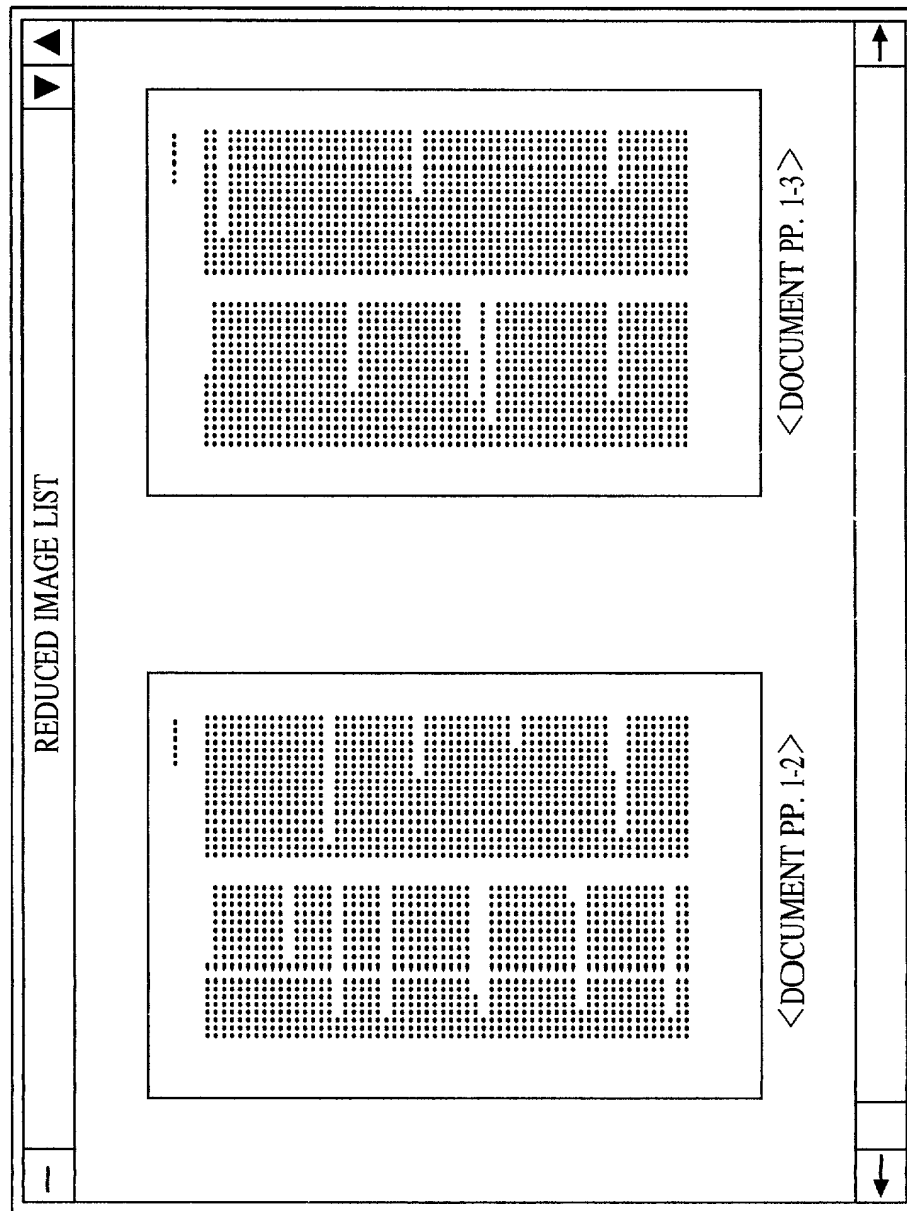 REDUCED IMAGE LIST
<DOCUMENT PP. 1-2>
<DOCUMENT PP. 1-3>